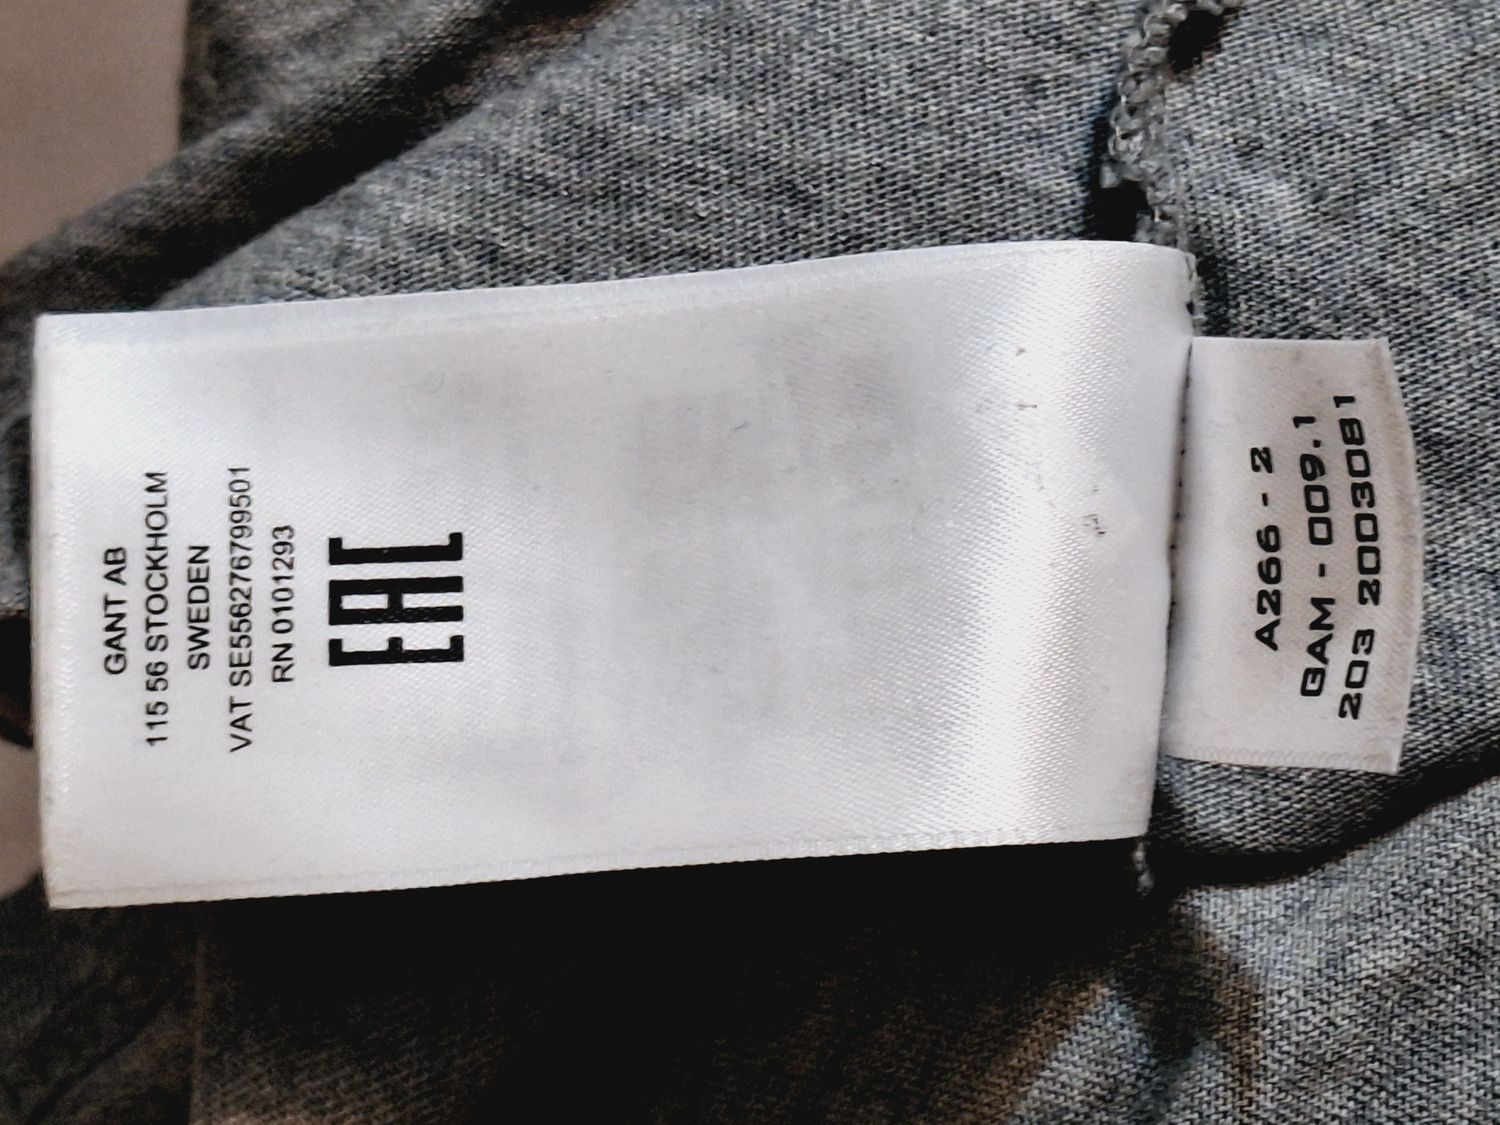 GANT AB
115 56 STOCKHOLM
SWEDEN
VAT SE556276799501
RN 0101293
EAC
A266 - 2
GAM - 009.1
203 2003081